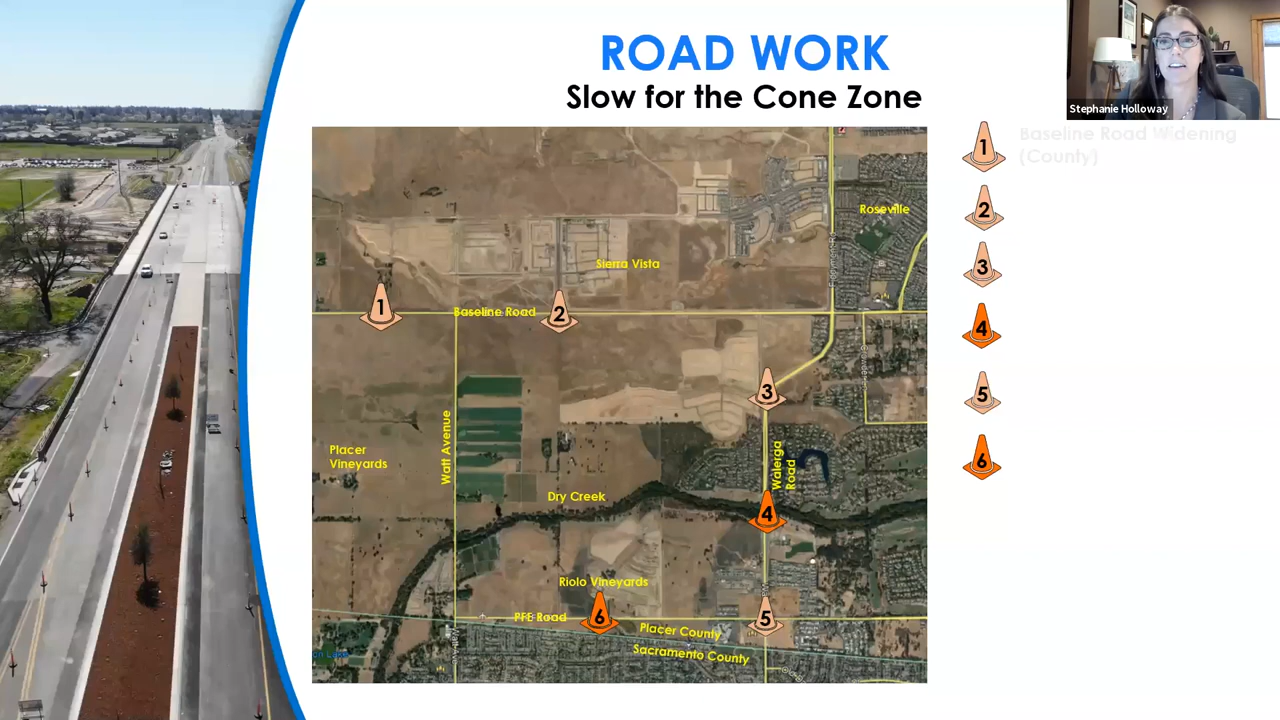 ROAD WORK
Slow for the Cone Zone
Stephanie Holloway
1
Baseline Road Widening
(County)
2
3
4
5
6
Roseville
Sierra Vista
1
Baseline Road
2
3
Placer
Vineyards
Watt Avenue
Walerga
Road
Dry Creek
4
Riolo Vineyards
6
PFE Road
5
Placer County
Sacramento County